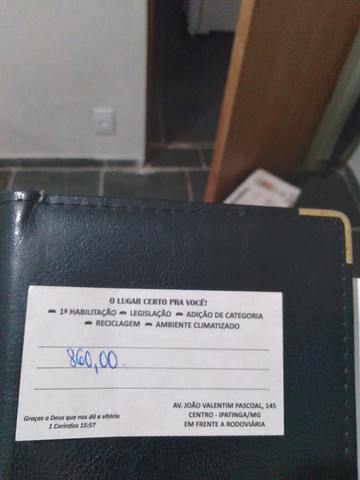 O LUGAR CERTO PRA VOCÊ!
1ª HABILITAÇÃO LEGISLAÇÃO ADIÇÃO DE CATEGORIA
RECICLAGEM AMBIENTE CLIMATIZADO
860,00
Graças a Deus que nos dá a vitória
1 Coríntios 15:57
AV. JOÃO VALENTIM PASCOAL, 145
CENTRO - IPATINGA/MG
EM FRENTE A RODOVIÁRIA